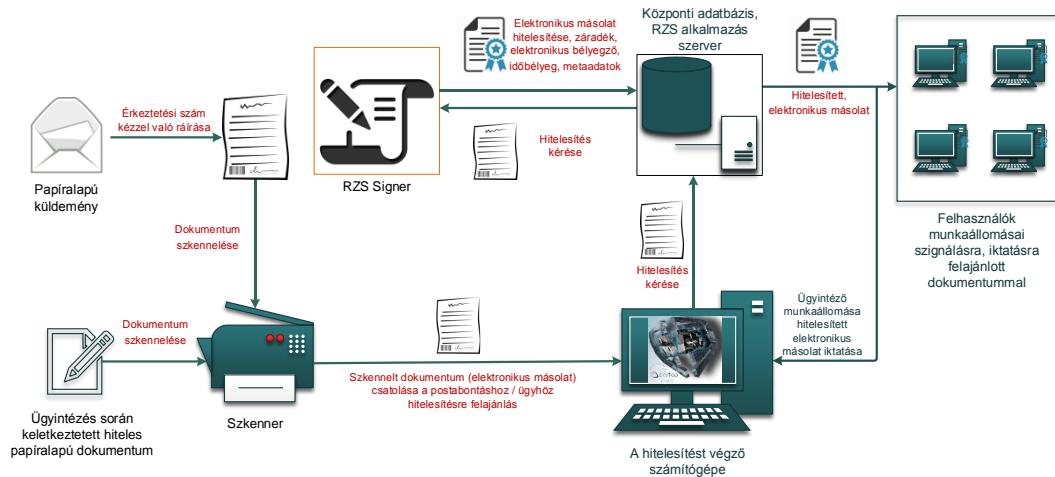 Elektronikus másolat
hitelesítése, záradék,
elektronikus bélyegző,
időbélyeg, metaadatok
Központi adatbázis,
RZS alkalmazás
szerver
Érkeztetési szám
kézzel való ráírása
Hitelesített,
elektronikus másolat
Hitelesítés
kérése
Papíralapú
küldemény
RZS Signer
Felhasználók
munkaállomásai
szignálásra, iktatásra
felajánlott
dokumentummal
Dokumentum
szkennelése
Hitelesítés
kérése
Ügyintéző
munkaállomása
hitelesített
elektronikus
másolat iktatása
Dokumentum
szkennelése
Szkennelt dokumentum (elektronikus másolat)
csatolása a postabontáshoz / ügyhöz
hitelesítésre felajánlás
Ügyintézés során
keletkeztetett hiteles
papíralapú dokumentum
Szkenner
A hitelesítést végző
számítógépe